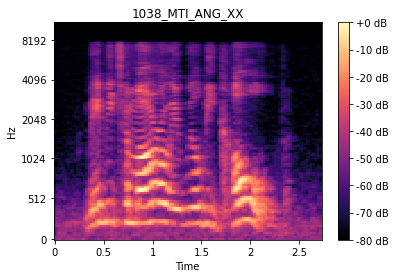 1038_MTI_ANG_XX
+0 dB
8192
-10 dB
4096
-20 dB
-30 dB
2048
Hz
-40 dB
1024
-50 dB
512
-60 dB
-70 dB
0
-80 dB
0 0.5 1 1.5 2 2.5
Time